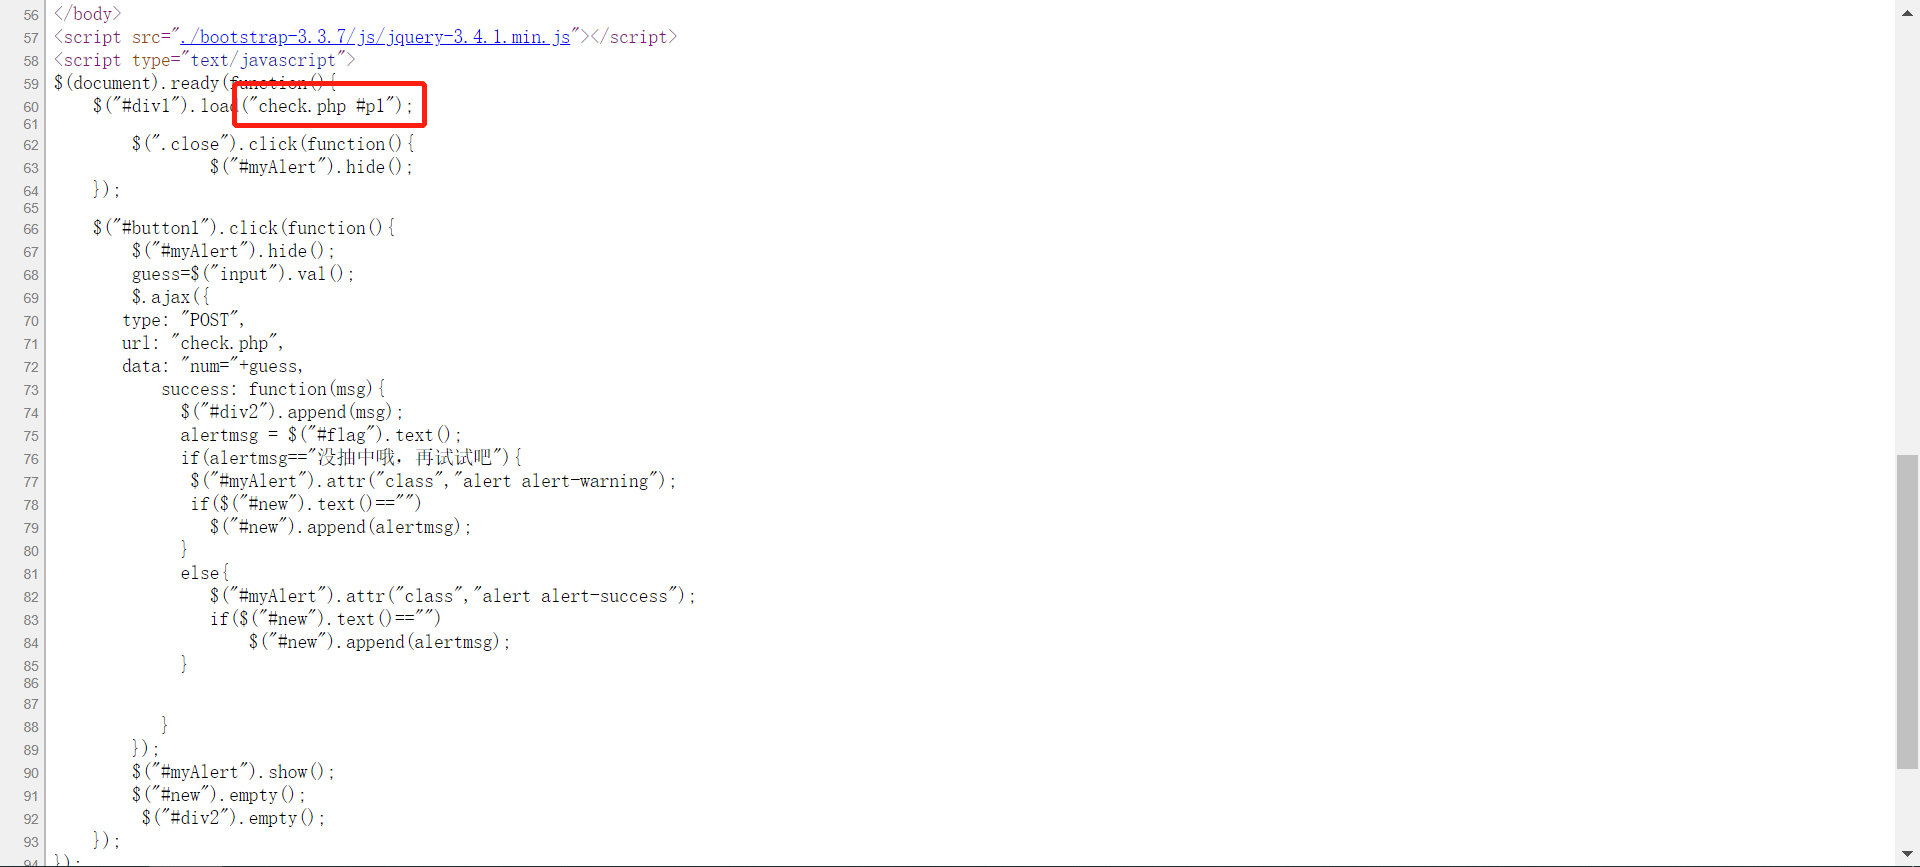 56 </body>
57 <script src="./bootstrap-3.3.7/js/jquery-3.4.1.min.js"></script>
58 <script type="text/javascript">
59 $(document).ready(function(){
60     $("#div1").load("check.php #p1");
61
62         $(".close").click(function(){
63                 $("#myAlert").hide();
64     });
65
66     $("#button1").click(function(){
67         $("#myAlert").hide();
68         guess=$("input").val();
69         $.ajax({
70        type: "POST",
71        url: "check.php",
72        data: "num="+guess,
73            success: function(msg){
74              $("#div2").append(msg);
75              alertmsg = $("#flag").text();
76              if(alertmsg=="没抽中哦，再试试吧"){
77               $("#myAlert").attr("class","alert alert-warning");
78               if($("#new").text()=="")
79                 $("#new").append(alertmsg);
80              }
81              else{
82                 $("#myAlert").attr("class","alert alert-success");
83                 if($("#new").text()=="")
84                     $("#new").append(alertmsg);
85              }
86
87
88            }
89         });
90         $("#myAlert").show();
91         $("#new").empty();
92          $("#div2").empty();
93     });
94 });